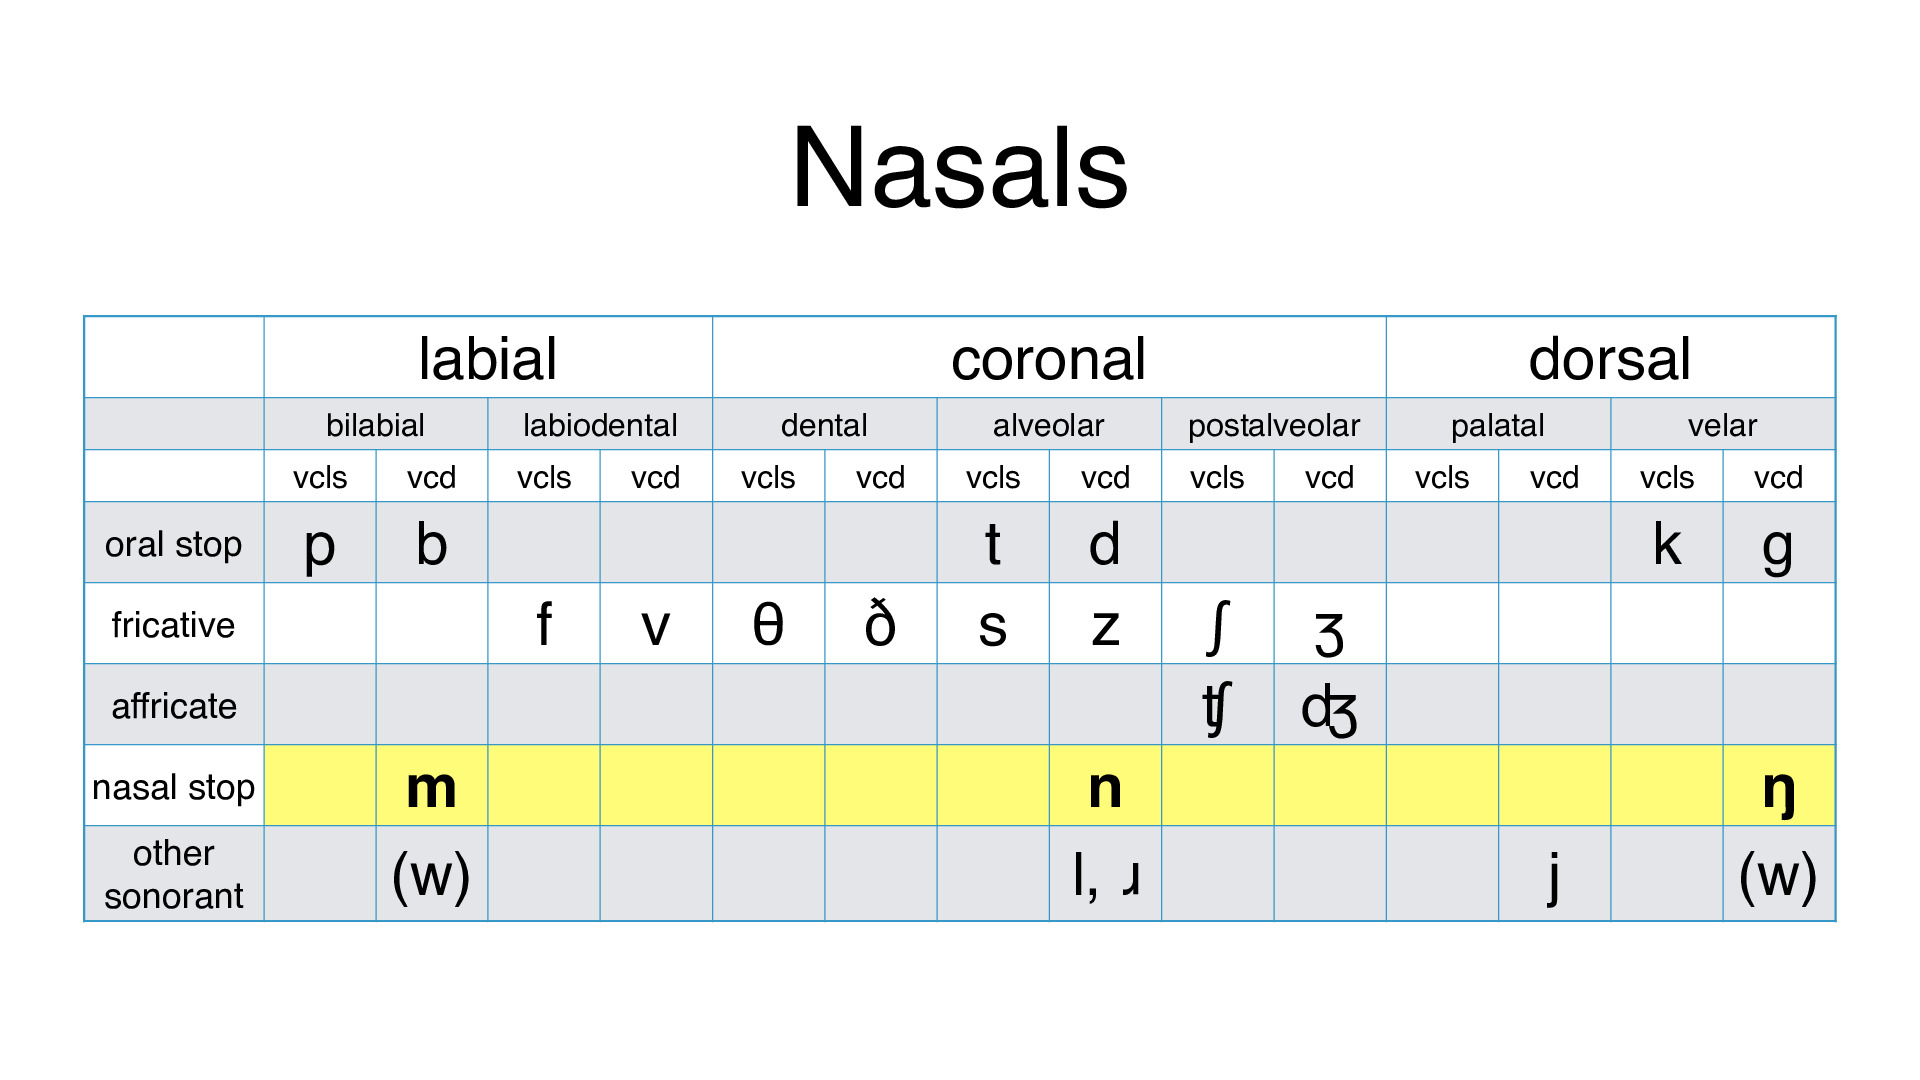 Nasals
labial coronal dorsal
bilabial labiodental dental alveolar postalveolar palatal velar
vcls vcd vcls vcd vcls vcd vcls vcd vcls vcd vcls vcd vcls vcd
oral stop p b t d k g
fricative f v θ ð s z ʃ ʒ
affricate ʧ ʤ
nasal stop m n ŋ
other
sonorant (w) l, ɹ j (w)